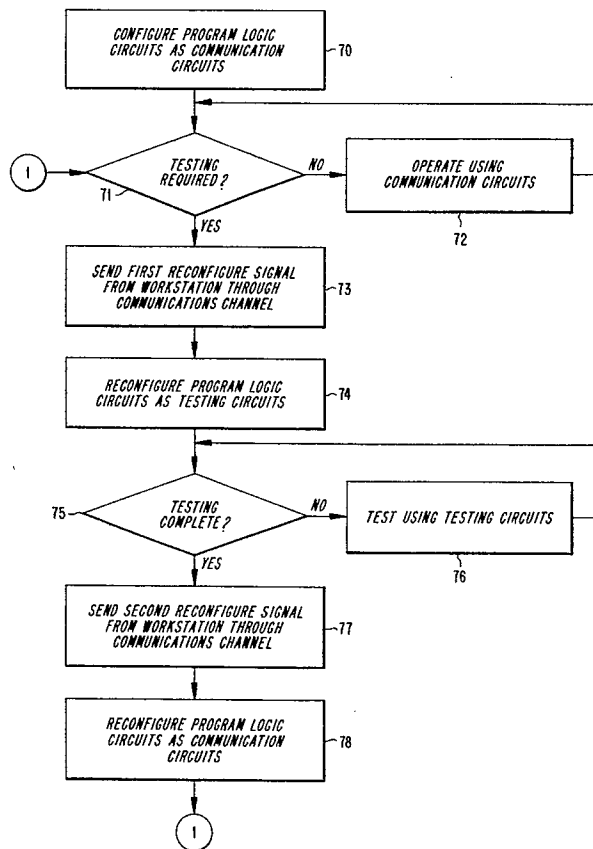 CONFIGURE PROGRAM LOGIC
CIRCUITS AS COMMUNICATION
CIRCUITS
70
1
TESTING
REQUIRED?
71
NO
OPERATE USING
COMMUNICATION CIRCUITS
72
YES
SEND FIRST RECONFIGURE SIGNAL
FROM WORKSTATION THROUGH
COMMUNICATIONS CHANNEL
73
RECONFIGURE PROGRAM LOGIC
CIRCUITS AS TESTING CIRCUITS
74
75
TESTING
COMPLETE?
NO
TEST USING TESTING CIRCUITS
76
YES
SEND SECOND RECONFIGURE SIGNAL
FROM WORKSTATION THROUGH
COMMUNICATIONS CHANNEL
77
RECONFIGURE PROGRAM LOGIC
CIRCUITS AS COMMUNICATION
CIRCUITS
78
1